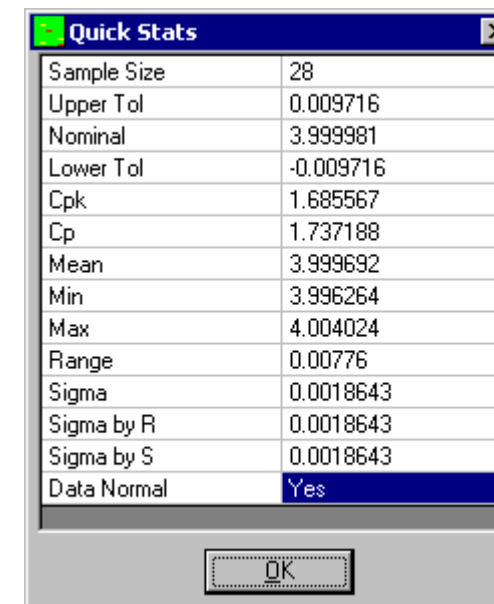 Quick Stats
Sample Size 28
Upper Tol 0.009716
Nominal 3.999981
Lower Tol -0.009716
Cpk 1.685567
Cp 1.737188
Mean 3.999692
Min 3.996264
Max 4.004024
Range 0.00776
Sigma 0.0018643
Sigma by R 0.0018643
Sigma by S 0.0018643
Data Normal Yes
OK